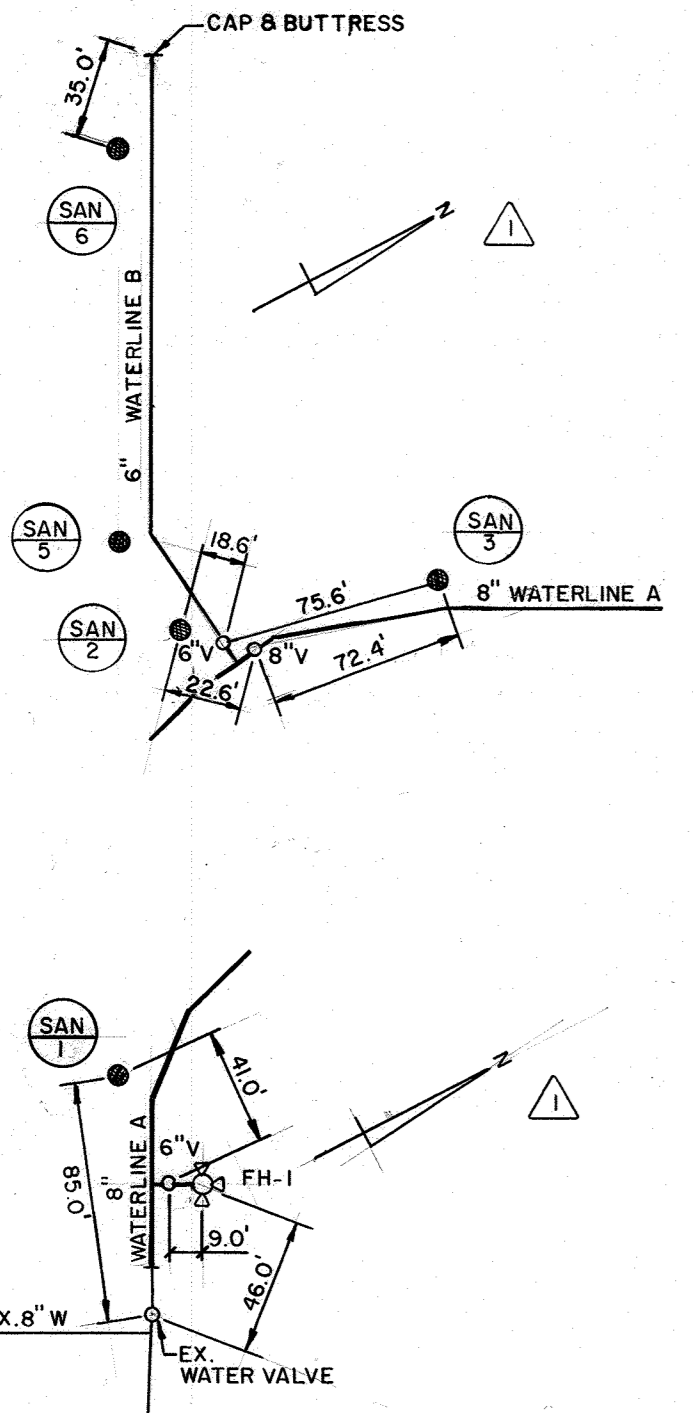 CAP & BUTTRESS
35.0'
SAN
6
N
1
6" WATERLINE B
SAN
5
18.6'
SAN
3
75.6'
8" WATERLINE A
SAN
2
6"V
8"V
72.4'
22.6'
SAN
1
41.0'
N
1
6"V
8" WATERLINE A
FH-1
85.0'
9.0'
46.0'
X.8" W
EX.
WATER VALVE